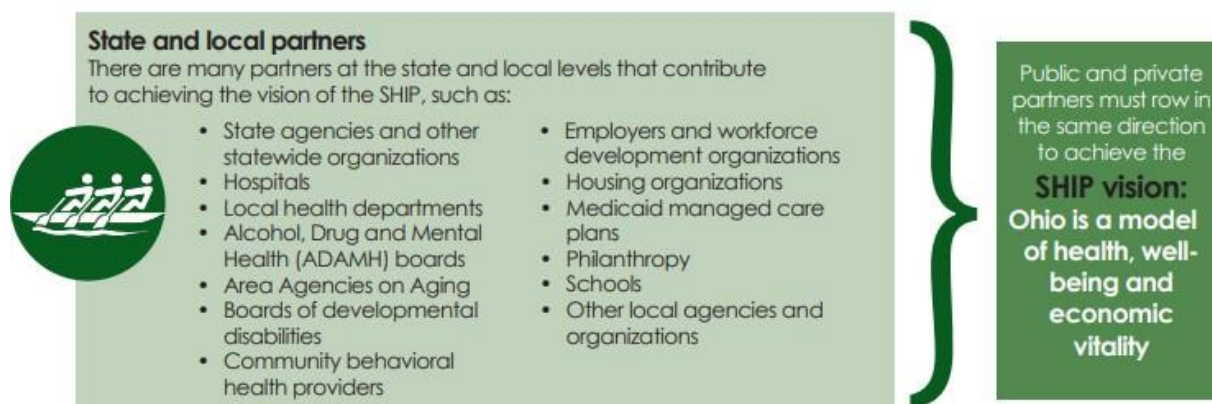 State and local partners
There are many partners at the state and local levels that contribute
to achieving the vision of the SHIP, such as:
• State agencies and other
statewide organizations
• Hospitals
• Local health departments
• Alcohol, Drug and Mental
Health (ADAMH) boards
• Area Agencies on Aging
• Boards of developmental
disabilities
• Community behavioral
health providers
• Employers and workforce
development organizations
• Housing organizations
• Medicaid managed care
plans
• Philanthropy
• Schools
• Other local agencies and
organizations
Public and private
partners must row in
the same direction
to achieve the
SHIP vision:
Ohio is a model
of health, well-
being and
economic
vitality